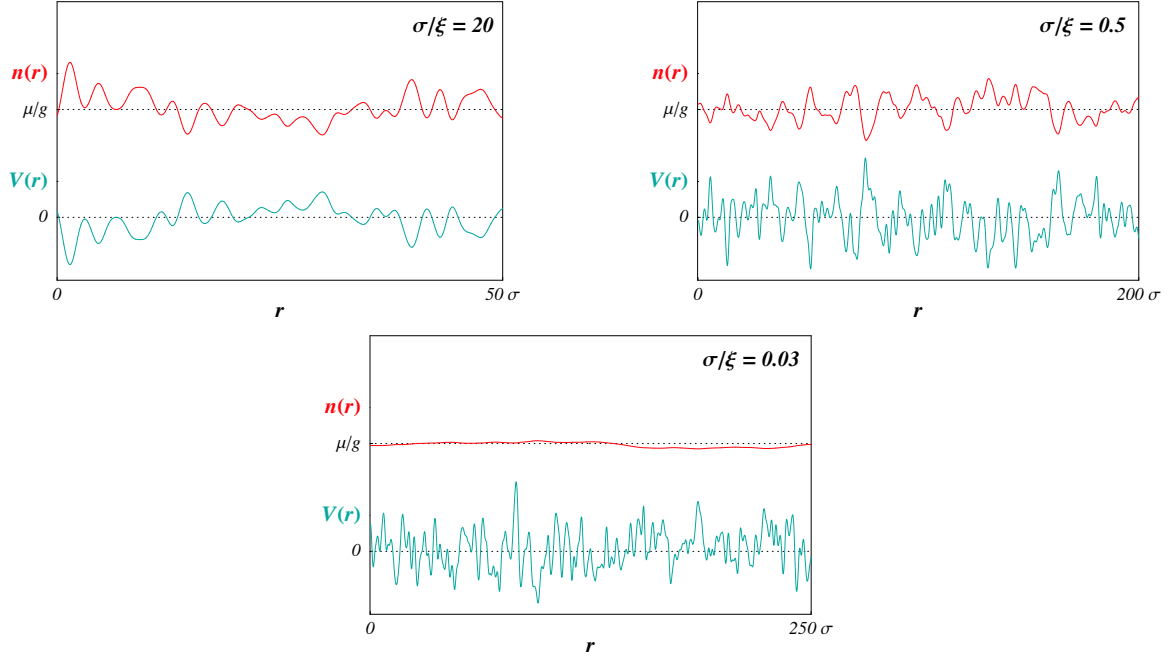 σ/ξ = 20
n(r)
μ/g
V(r)
0
0
50 σ
r
σ/ξ = 0.5
n(r)
μ/g
V(r)
0
0
200 σ
r
σ/ξ = 0.03
n(r)
μ/g
V(r)
0
0
250 σ
r